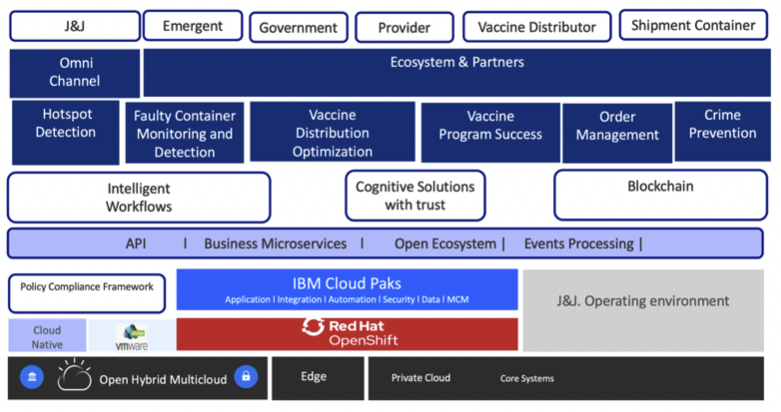 J&J
Emergent
Government
Provider
Vaccine Distributor
Shipment Container
Omni
Channel
Ecosystem & Partners
Hotspot
Detection
Faulty Container
Monitoring and
Detection
Vaccine
Distribution
Optimization
Vaccine
Program Success
Order
Management
Crime
Prevention
Intelligent
Workflows
Cognitive Solutions
with trust
Blockchain
API l Business Microservices l Open Ecosystem | Events Processing |
Policy Compliance Framework
IBM Cloud Paks
Application l Integration l Automation l Security l Data l MCM
J&J. Operating environment
Cloud
Native
vmware
Red Hat
OpenShift
Open Hybrid Multicloud
Edge
Private Cloud
Core Systems